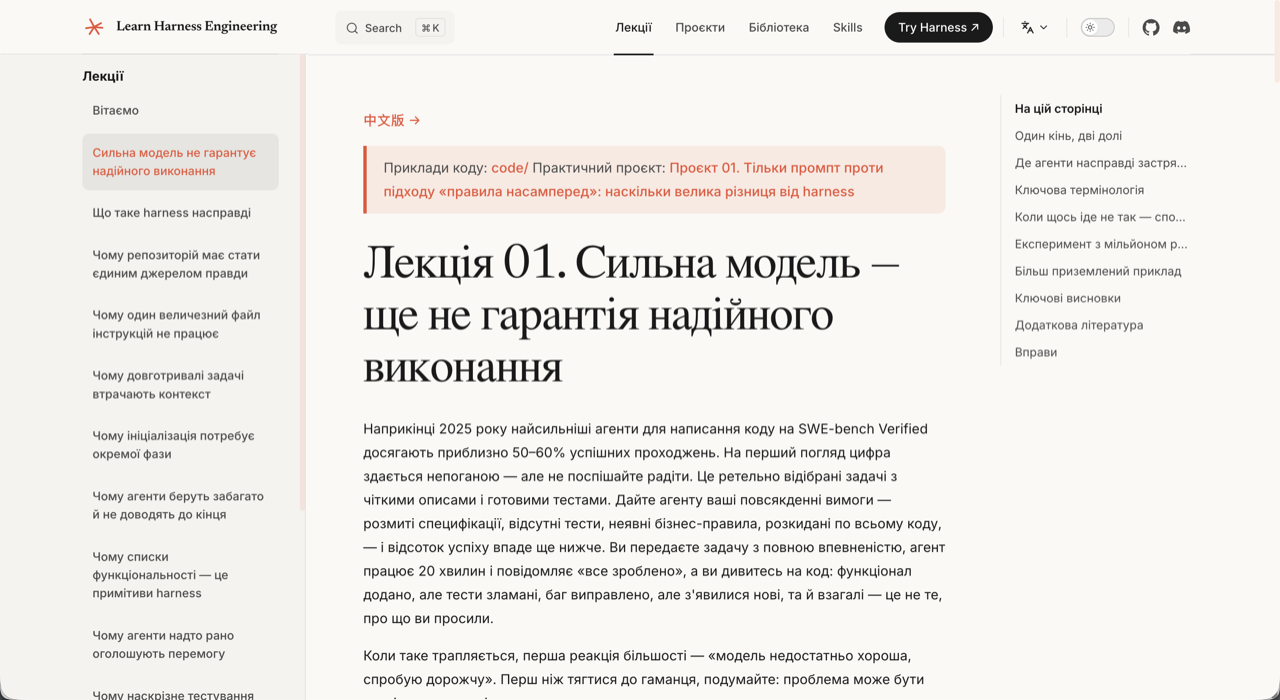 Learn Harness Engineering
Search
⌘K
Лекції
Проєкти
Бібліотека
Skills
Try Harness ↗
Лекції
Вітаємо
Сильна модель не гарантує
надійного виконання
Що таке harness насправді
Чому репозиторій має стати
єдиним джерелом правди
Чому один величезний файл
інструкцій не працює
Чому довготривалі задачі
втрачають контекст
Чому ініціалізація потребує
окремої фази
Чому агенти беруть забагато
й не доводять до кінця
Чому списки
функціональності — це
примітиви harness
Чому агенти надто рано
оголошують перемогу
Чому наскрізне тестування
中文版 →
Приклади коду: code/ Практичний проєкт: Проєкт 01. Тільки промпт проти
підходу «правила насамперед»: наскільки велика різниця від harness
Лекція 01. Сильна модель —
ще не гарантія надійного
виконання
Наприкінці 2025 року найсильніші агенти для написання коду на SWE-bench Verified
досягають приблизно 50–60% успішних проходжень. На перший погляд цифра
здається непоганою — але не поспішайте радіти. Це ретельно відібрані задачі з
чіткими описами і готовими тестами. Дайте агенту ваші повсякденні вимоги —
розмиті специфікації, відсутні тести, неявні бізнес-правила, розкидані по всьому коду,
— і відсоток успіху впаде ще нижче. Ви передаєте задачу з повною впевненістю, агент
працює 20 хвилин і повідомляє «все зроблено», а ви дивитесь на код: функціонал
додано, але тести зламані, баг виправлено, але з'явилися нові, та й взагалі — це не те,
про що ви просили.
Коли таке трапляється, перша реакція більшості — «модель недостатньо хороша,
спробую дорожчу». Перш ніж тягтися до гаманця, подумайте: проблема може бути
На цій сторінці
Один кінь, дві долі
Де агенти насправді застря...
Ключова термінологія
Коли щось іде не так — спо...
Експеримент з мільйоном р...
Більш приземлений приклад
Ключові висновки
Додаткова література
Вправи